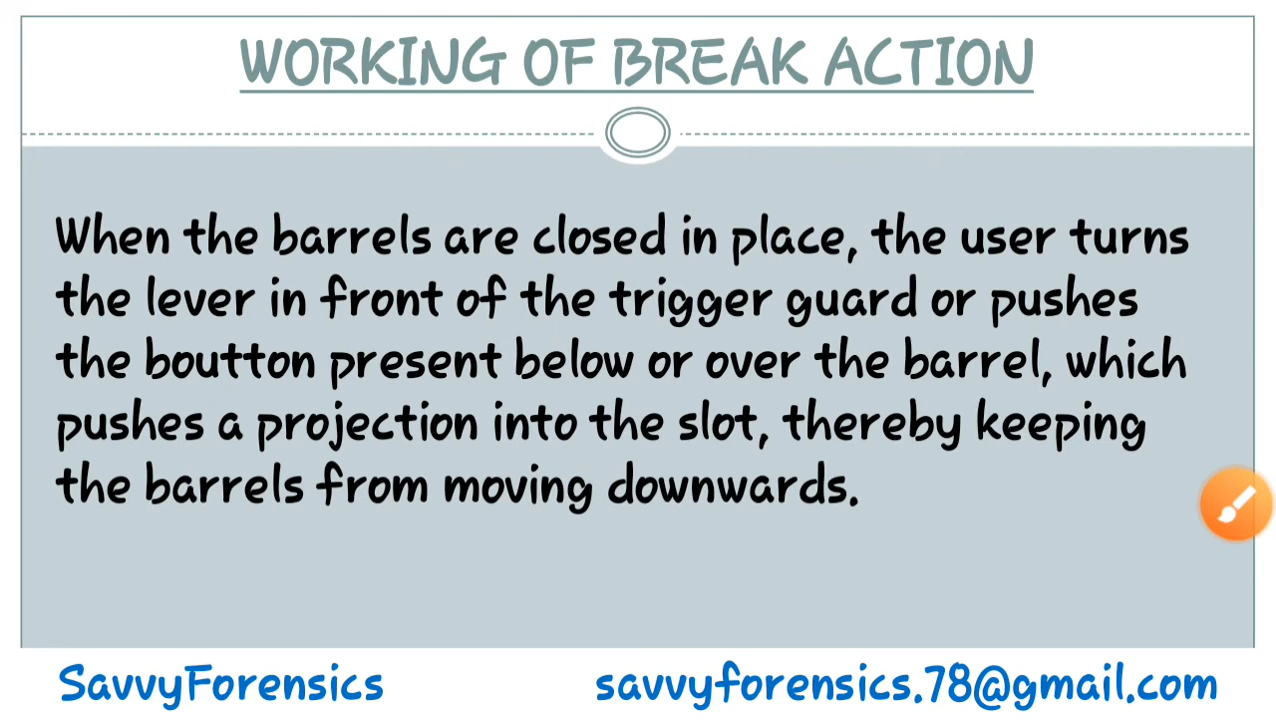 WORKING OF BREAK ACTION
When the barrels are closed in place, the user turns
the lever in front of the trigger guard or pushes
the boutton present below or over the barrel, which
pushes a projection into the slot, thereby keeping
the barrels from moving downwards.
SavvyForensics savvyforensics.78@gmail.com